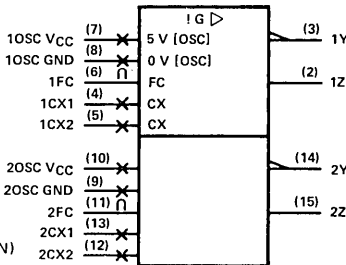 ! G ▷
1OSC VCC (7) 5 V [OSC] (3) 1Y
1OSC GND (8) 0 V [OSC]
1FC (6) ∩ FC (2) 1Z
1CX1 (4) CX
1CX2 (5) CX
2OSC VCC (10) (14) 2Y
2OSC GND (9)
2FC (11) ∩ (15) 2Z
2CX1 (13)
N) 2CX2 (12)